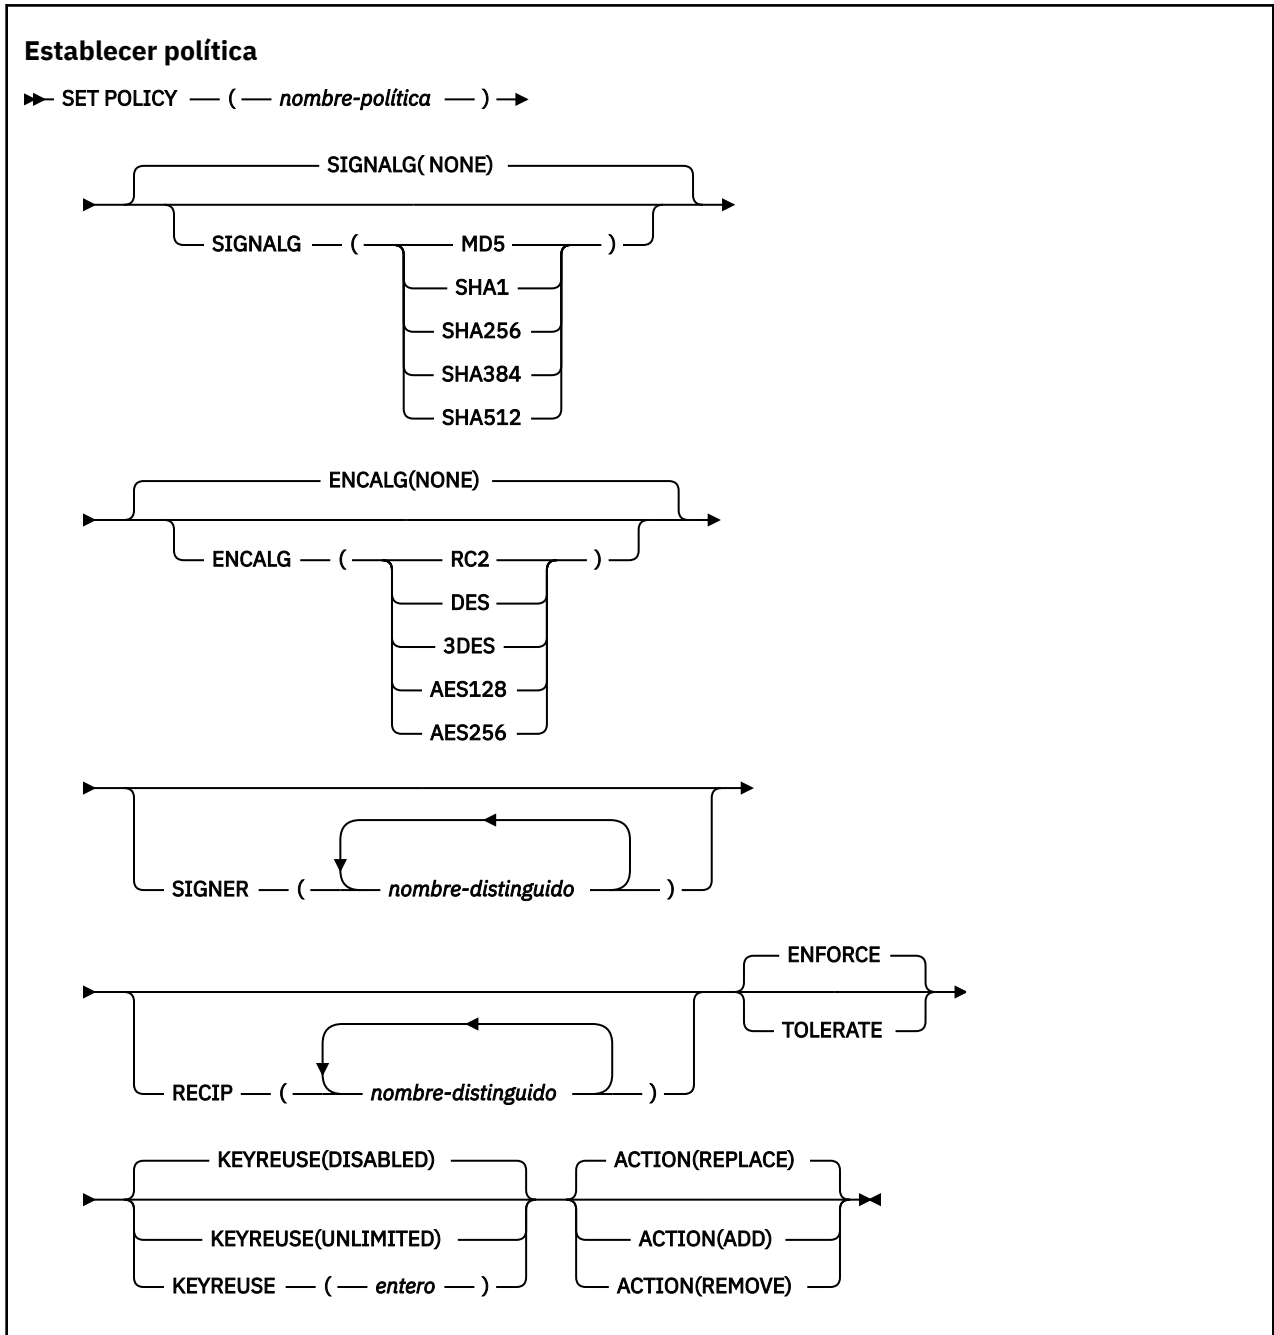 Establecer política
SET POLICY ( nombre-política )
SIGNALG( NONE)
SIGNALG ( MD5 )
SHA1
SHA256
SHA384
SHA512
ENCALG(NONE)
ENCALG ( RC2 )
DES
3DES
AES128
AES256
SIGNER ( nombre-distinguido )
ENFORCE
TOLERATE
RECIP ( nombre-distinguido )
KEYREUSE(DISABLED) ACTION(REPLACE)
KEYREUSE(UNLIMITED) ACTION(ADD)
KEYREUSE ( entero ) ACTION(REMOVE)